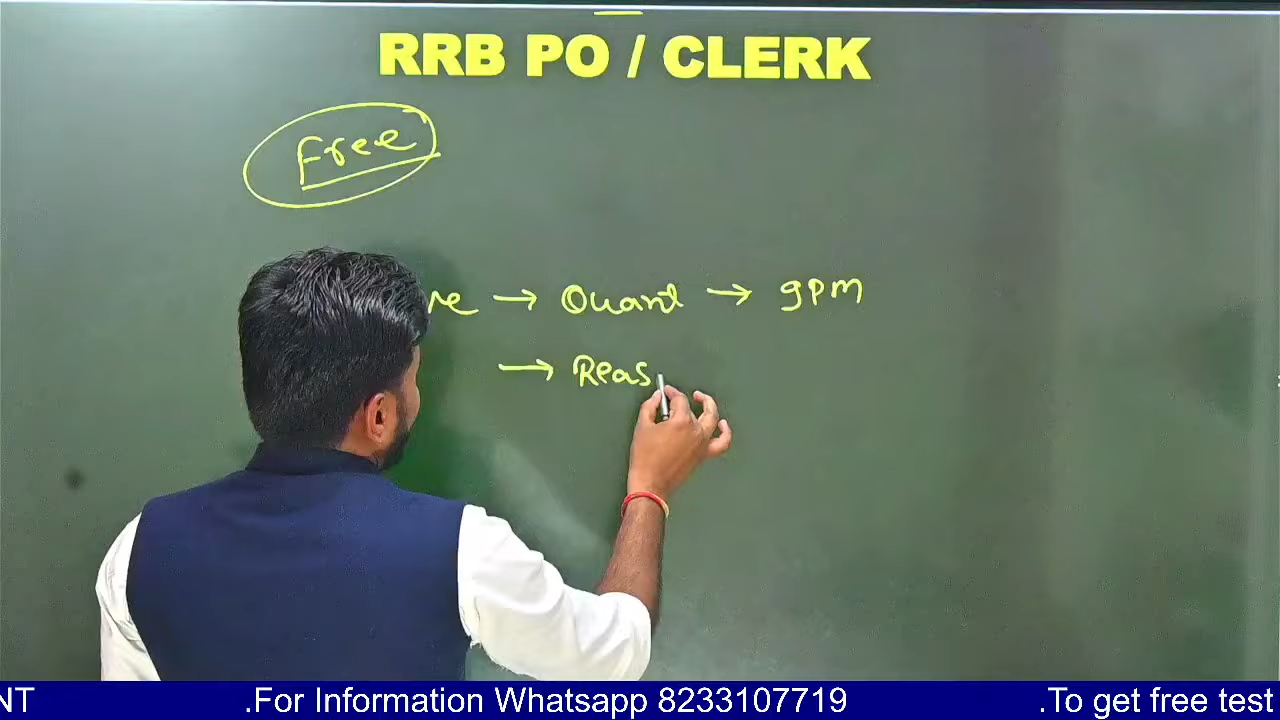 RRB PO / CLERK
Free
re → Quant → 9PM
→ Reas
NT .For Information Whatsapp 8233107719 .To get free test